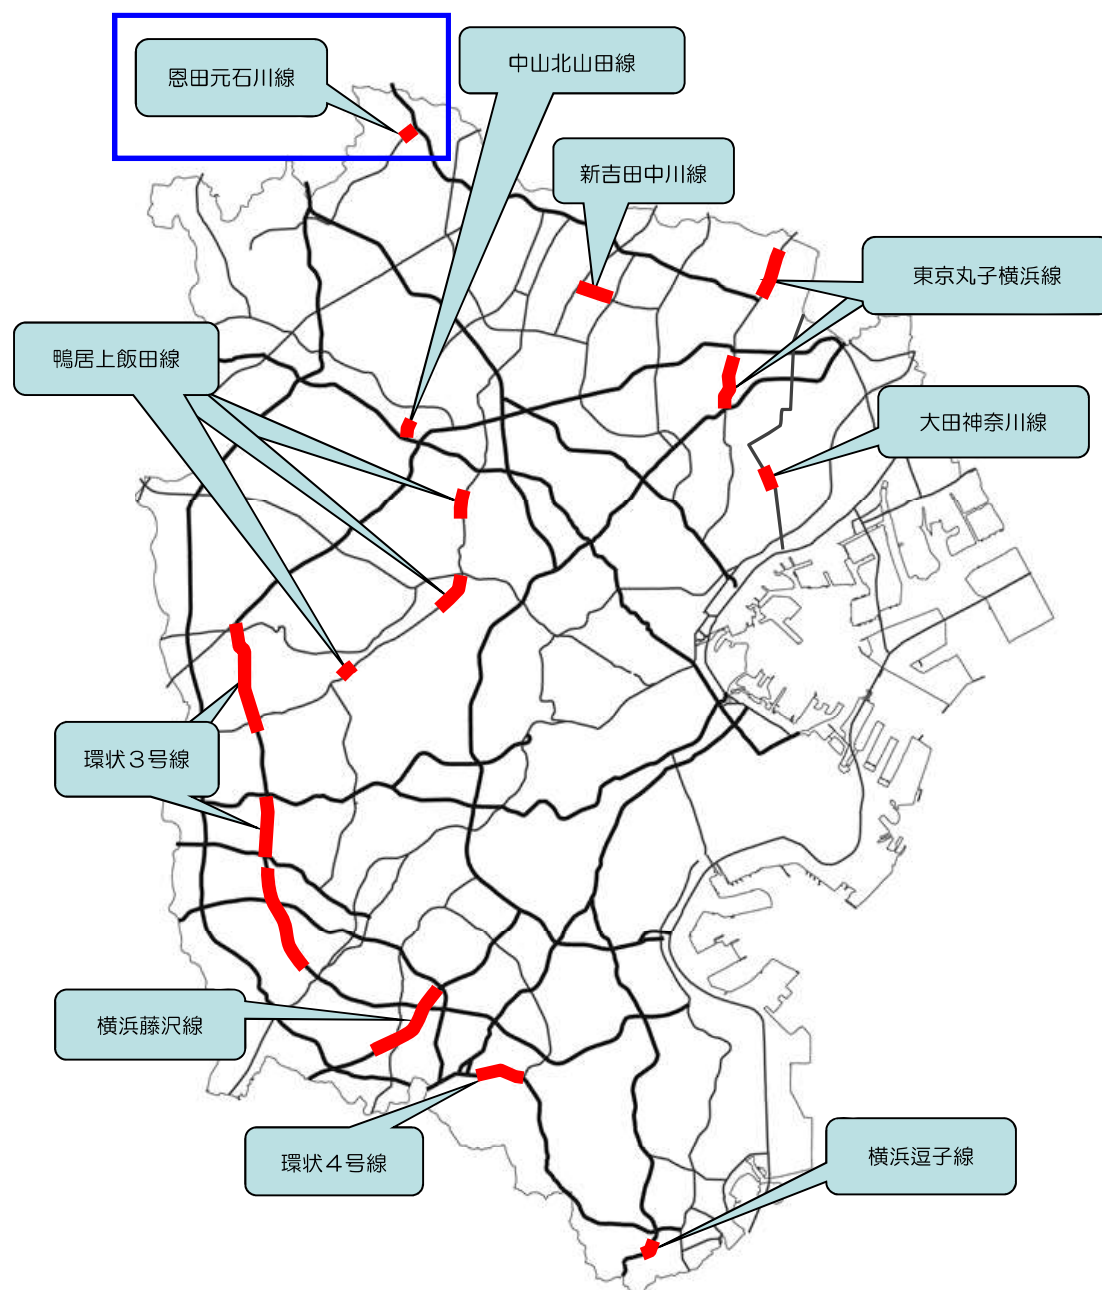 恩田元石川線
中山北山田線
新吉田中川線
東京丸子横浜線
鴨居上飯田線
大田神奈川線
環状３号線
横浜藤沢線
環状４号線
横浜逗子線